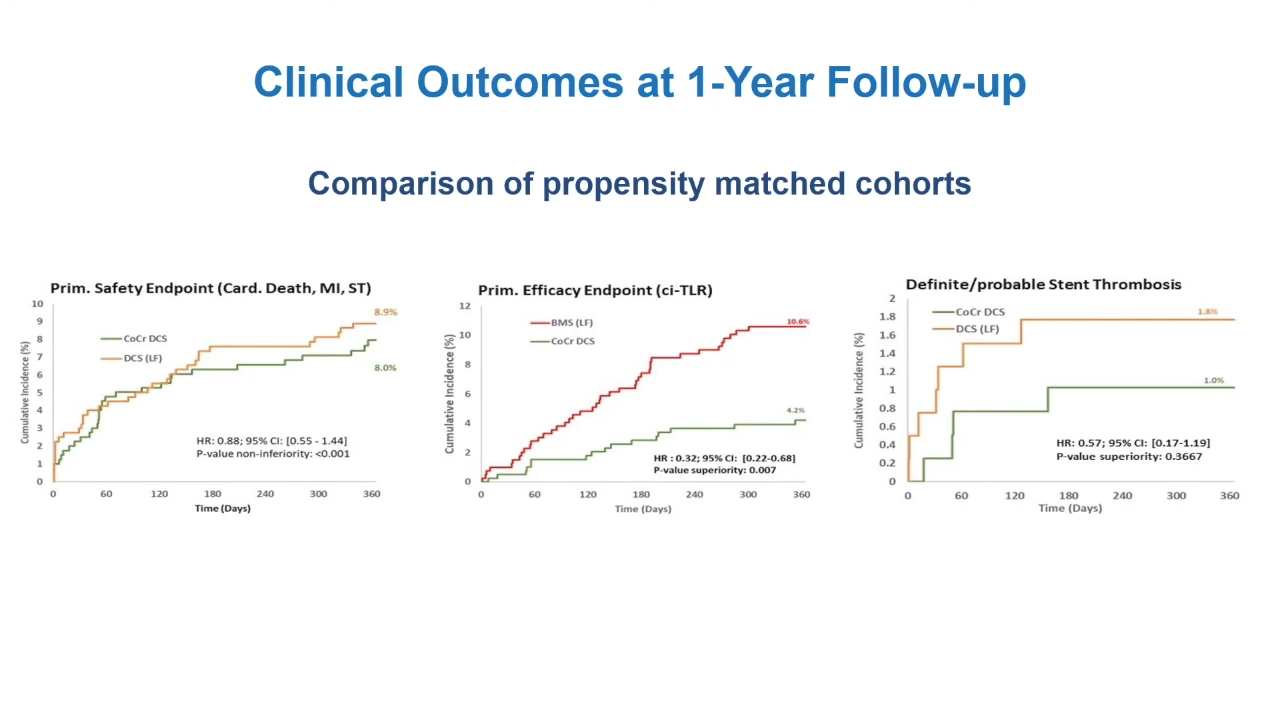 Clinical Outcomes at 1-Year Follow-up
Comparison of propensity matched cohorts
Prim. Safety Endpoint (Card. Death, MI, ST)
10
9
8
7
6
5
4
3
2
1
0
Cumulative Incidence (%)
CoCr DCS
DCS (LF)
8.9%
8.0%
HR: 0.88; 95% CI: [0.55 - 1.44]
P-value non-inferiority: <0.001
0 60 120 180 240 300 360
Time (Days)
Prim. Efficacy Endpoint (ci-TLR)
12
10
8
6
4
2
0
Cumulative Incidence (%)
BMS (LF)
CoCr DCS
10.6%
4.2%
HR : 0.32; 95% CI: [0.22-0.68]
P-value superiority: 0.007
0 60 120 180 240 300 360
Time (Days)
Definite/probable Stent Thrombosis
2
1.8
1.6
1.4
1.2
1
0.8
0.6
0.4
0.2
0
Cumulative Incidence (%)
CoCr DCS
DCS (LF)
1.8%
1.0%
HR: 0.57; 95% CI: [0.17-1.19]
P-value superiority: 0.3667
0 60 120 180 240 300 360
Time (Days)